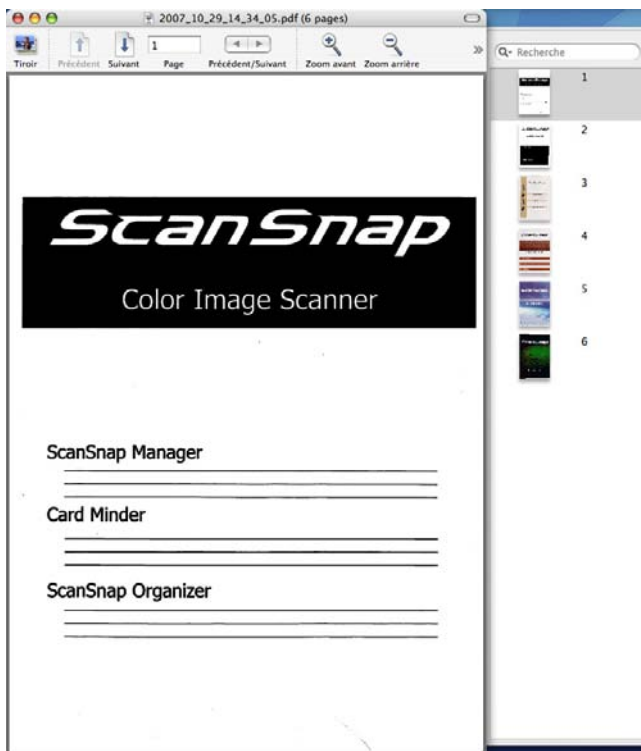 2007_10_29_14_34_05.pdf (6 pages)
1
Tiroir Précédent Suivant Page Précédent/Suivant Zoom avant Zoom arrière
Recherche
ScanSnap
Color Image Scanner
ScanSnap Manager
Card Minder
ScanSnap Organizer
1
2
3
4
5
6